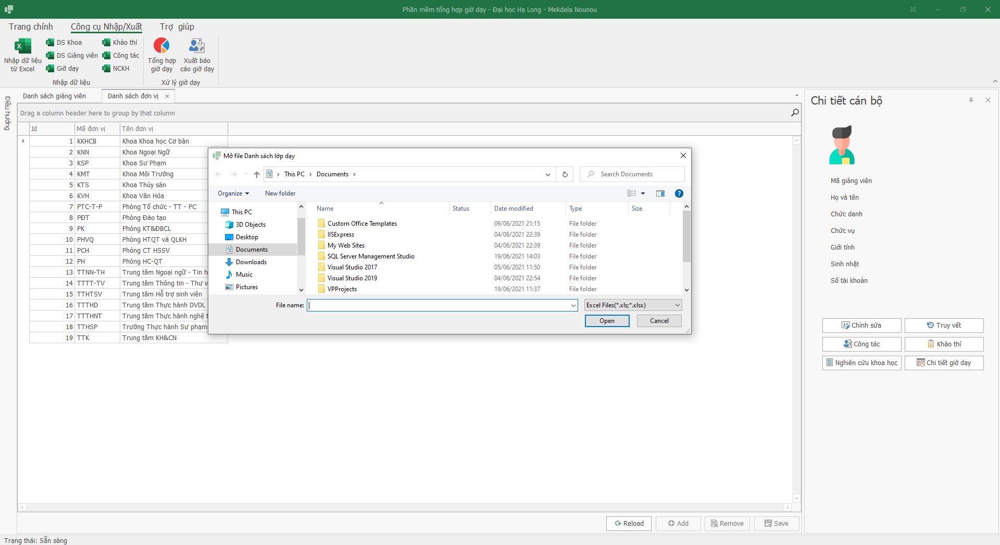 Phần mềm tổng hợp giờ dạy - Đại học Hạ Long - Mekdala Nounou
Trang chính Công cụ Nhập/Xuất Trợ giúp
Nhập dữ liệu từ Excel
DS Khoa
DS Giảng viên
Giờ dạy
Khảo thí
Công tác
NCKH
Tổng hợp giờ dạy
Xuất báo cáo giờ dạy
Nhập dữ liệu
Xử lý giờ dạy
Điều hướng
Danh sách giảng viên
Danh sách đơn vị
Drag a column header here to group by that column
Id Mã đơn vị Tên đơn vị
1 KKHCB Khoa Khoa học Cơ bản
2 KNN Khoa Ngoại Ngữ
3 KSP Khoa Sư Phạm
4 KMT Khoa Môi Trường
5 KTS Khoa Thủy sản
6 KVH Khoa Văn Hóa
7 PTC-T-P Phòng Tổ chức - TT - PC
8 PĐT Phòng Đào tạo
9 PK Phòng KT&ĐBCL
10 PHVQ Phòng HTQT và QLKH
11 PCH Phòng CT HSSV
12 PH Phòng HC-QT
13 TTNN-TH Trung tâm Ngoại ngữ - Tin h
14 TTTT-TV Trung tâm Thông tin - Thư v
15 TTHTSV Trung tâm Hỗ trợ sinh viên
16 TTTHD Trung tâm Thực hành DVDL
17 TTTHNT Trung tâm Thực hành nghệ t
18 TTHSP Trường Thực hành Sư phạm
19 TTK Trung tâm KH&CN
Mở file Danh sách lớp dạy
This PC
Documents
Search Documents
Organize
New folder
This PC
3D Objects
Desktop
Documents
Downloads
Music
Pictures
Name Status Date modified Type Size
Custom Office Templates 09/06/2021 21:15 File folder
IISExpress 04/06/2021 22:39 File folder
My Web Sites 04/06/2021 22:39 File folder
SQL Server Management Studio 19/06/2021 14:03 File folder
Visual Studio 2017 05/06/2021 11:50 File folder
Visual Studio 2019 04/06/2021 22:54 File folder
VPProjects 19/06/2021 11:37 File folder
File name:
Excel Files(*.xls;*.xlsx)
Open
Cancel
Chi tiết cán bộ
Mã giảng viên
Họ và tên
Chức danh
Chức vụ
Giới tính
Sinh nhật
Số tài khoản
Chỉnh sửa
Truy vết
Công tác
Khảo thí
Nghiên cứu khoa học
Chi tiết giờ dạy
Reload
Add
Remove
Save
Trạng thái: Sẵn sàng